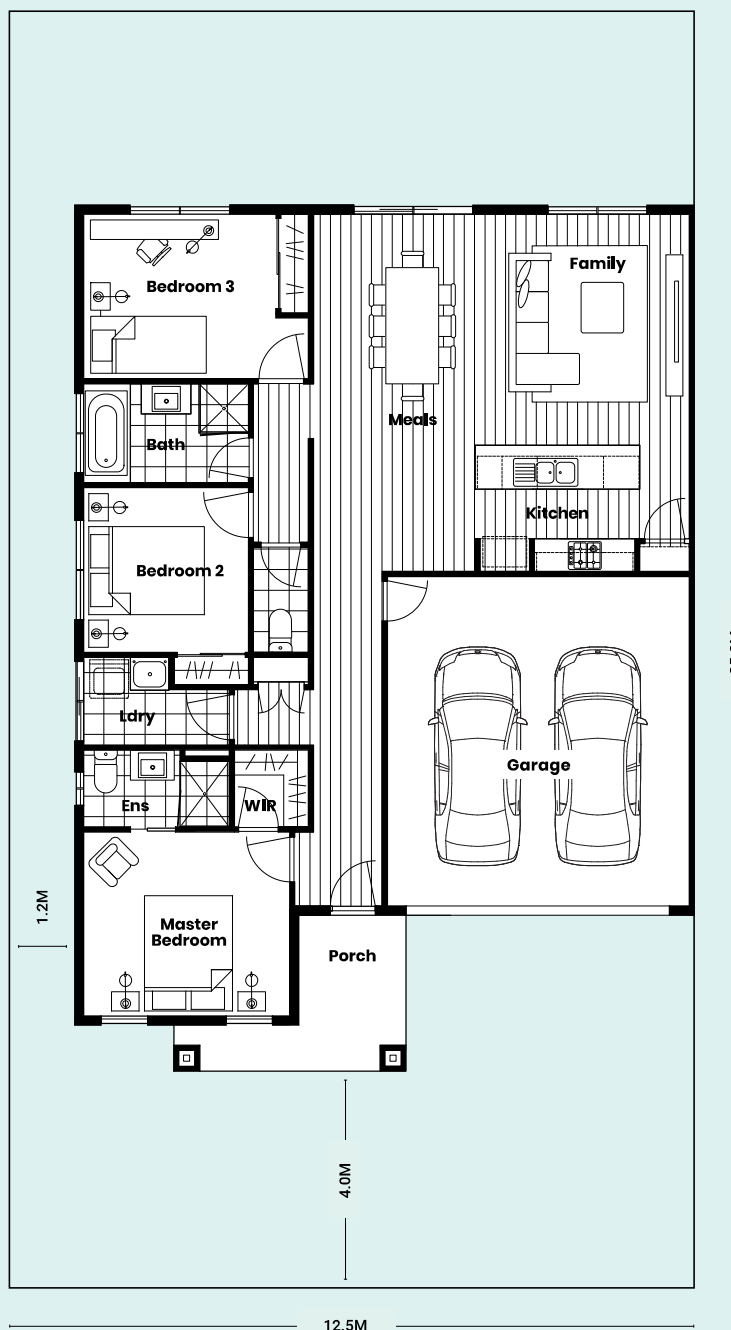 Family
Bedroom 3
Meals
Bath
Kitchen
Bedroom 2
Ldry
Garage
Ens
WIR
1.2M
Master
Bedroom
Porch
4.0M
12.5M